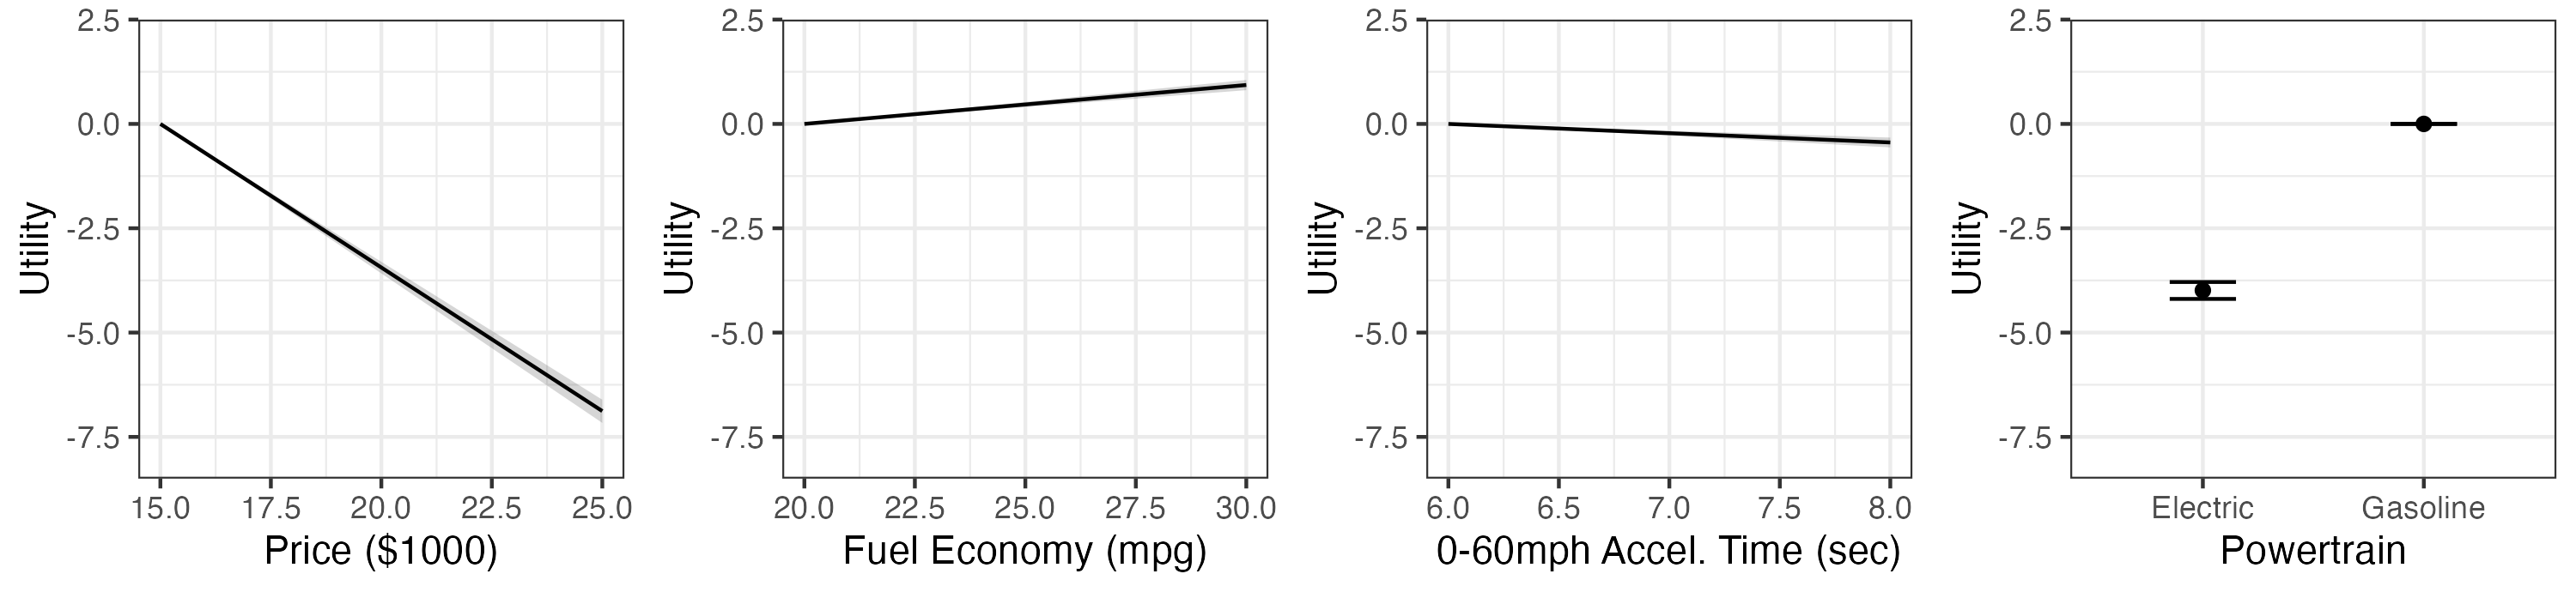 2.5
0.0
-2.5
-5.0
-7.5
Utility
15.0 17.5 20.0 22.5 25.0
Price ($1000)
2.5
0.0
-2.5
-5.0
-7.5
Utility
20.0 22.5 25.0 27.5 30.0
Fuel Economy (mpg)
2.5
0.0
-2.5
-5.0
-7.5
Utility
6.0 6.5 7.0 7.5 8.0
0-60mph Accel. Time (sec)
2.5
0.0
-2.5
-5.0
-7.5
Utility
Electric Gasoline
Powertrain